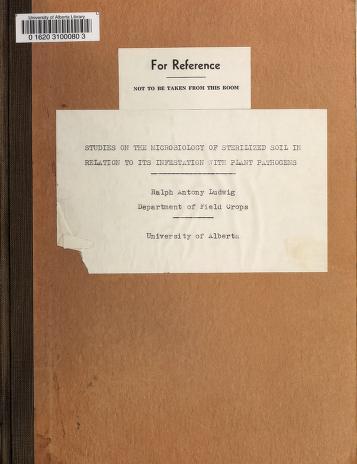 University of Alberta Library
0 1620 3100080 3
For Reference
NOT TO BE TAKEN FROM THIS ROOM
STUDIES ON THE MICROBIOLOGY OF STERILIZED SOIL IN
RELATION TO ITS INFESTATION WITH PLANT PATHOGENS
Ralph Antony Ludwig
Department of Field Crops
University of Alberta